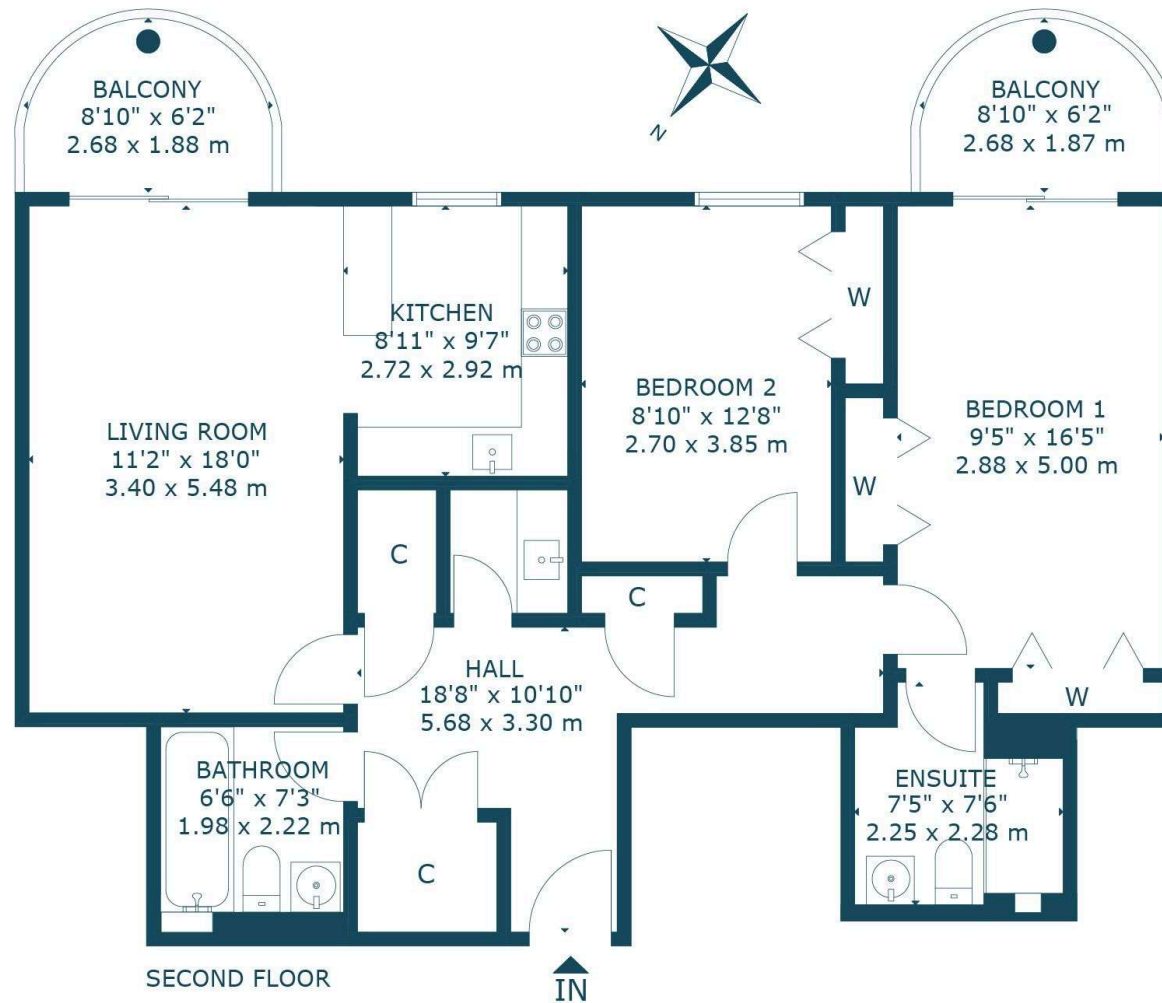 BALCONY
8'10" x 6'2"
2.68 x 1.88 m
N
BALCONY
8'10" x 6'2"
2.68 x 1.87 m
KITCHEN
8'11" x 9'7"
2.72 x 2.92 m
W
BEDROOM 2
8'10" x 12'8"
2.70 x 3.85 m
BEDROOM 1
9'5" x 16'5"
2.88 x 5.00 m
LIVING ROOM
11'2" x 18'0"
3.40 x 5.48 m
W
C
C
HALL
18'8" x 10'10"
5.68 x 3.30 m
W
BATHROOM
6'6" x 7'3"
1.98 x 2.22 m
ENSUITE
7'5" x 7'6"
2.25 x 2.28 m
C
SECOND FLOOR
IN